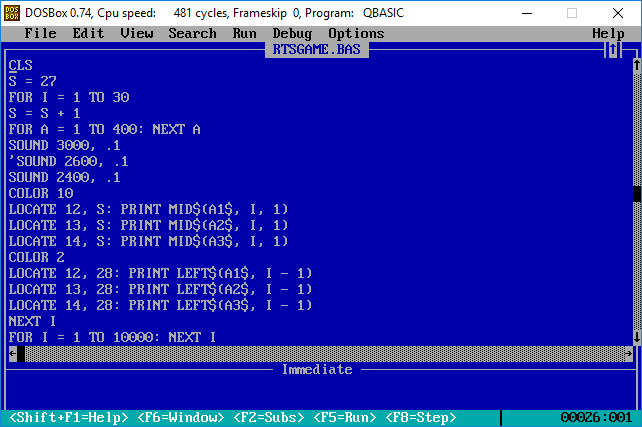 DOSBox 0.74, Cpu speed: 481 cycles, Frameskip 0, Program: QBASIC
File Edit View Search Run Debug Options Help
RTSGAME.BAS
CLS
S = 27
FOR I = 1 TO 30
S = S + 1
FOR A = 1 TO 400: NEXT A
SOUND 3000, .1
'SOUND 2600, .1
SOUND 2400, .1
COLOR 10
LOCATE 12, S: PRINT MID$(A1$, I, 1)
LOCATE 13, S: PRINT MID$(A2$, I, 1)
LOCATE 14, S: PRINT MID$(A3$, I, 1)
COLOR 2
LOCATE 12, 28: PRINT LEFT$(A1$, I - 1)
LOCATE 13, 28: PRINT LEFT$(A2$, I - 1)
LOCATE 14, 28: PRINT LEFT$(A3$, I - 1)
NEXT I
FOR I = 1 TO 10000: NEXT I
Immediate
<Shift+F1=Help> <F6=Window> <F2=Subs> <F5=Run> <F8=Step> 00026:001